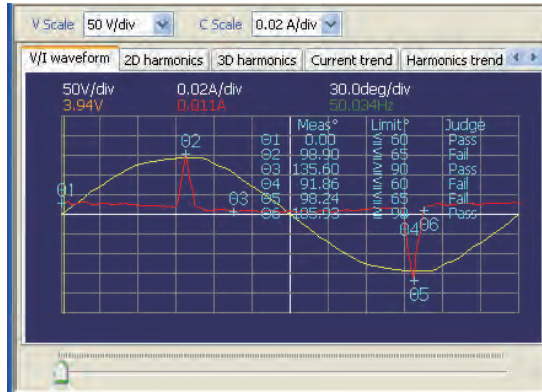 V Scale 50 V/div C Scale 0.02 A/div
V/I waveform 2D harmonics 3D harmonics Current trend Harmonics trend
50V/div 0.02A/div 30.0deg/div
3.94V 0.011A 50.034Hz
Meas° Limit° Judge
θ1 0.00 ≤ 60 Pass
θ2 98.90 ≤ 65 Fail
θ3 135.60 ≥ 90 Pass
θ4 91.86 ≤ 60 Fail
θ5 98.24 ≤ 65 Fail
θ6 ≥ 90 Pass
θ2
θ1
θ3
θ4 θ6
θ5